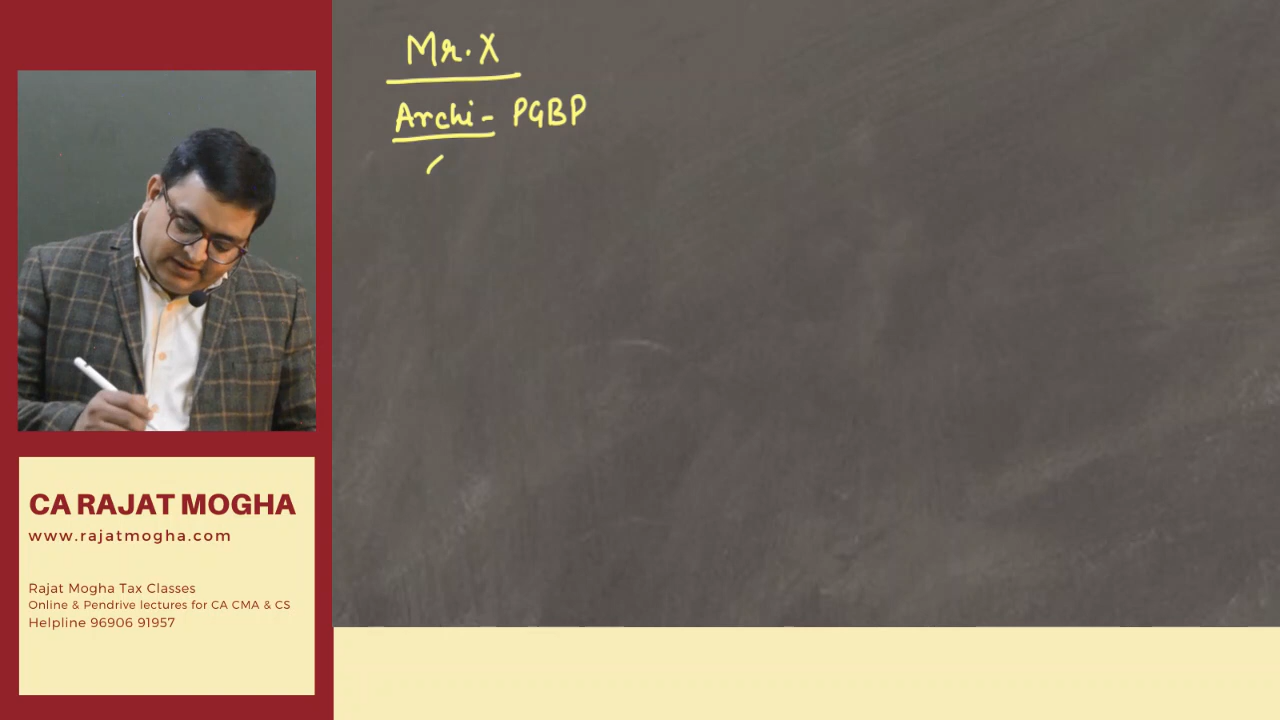 Mr. X
Archi - PGBP
CA RAJAT MOGHA
www.rajatmogha.com
Rajat Mogha Tax Classes
Online & Pendrive lectures for CA CMA & CS
Helpline 96906 91957